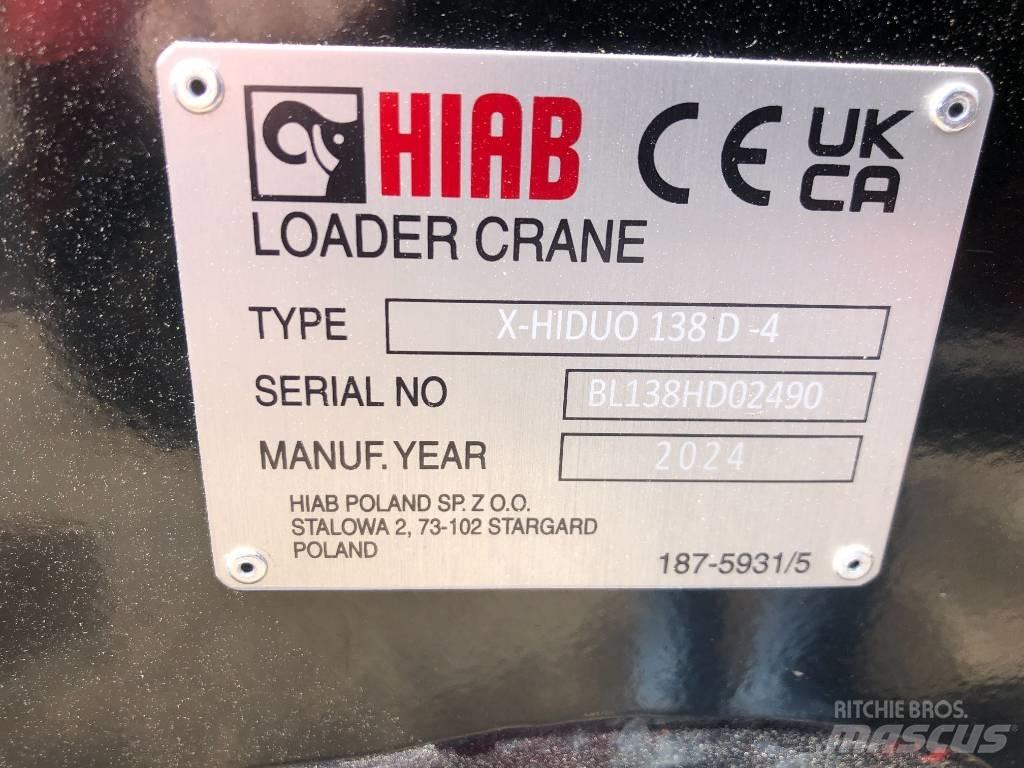 HIAB CE UK
CA
LOADER CRANE
TYPE X-HIDUO 138 D -4
SERIAL NO BL138HD02490
MANUF. YEAR 2024
HIAB POLAND SP. Z O.O.
STALOWA 2, 73-102 STARGARD
POLAND
187-5931/5
RITCHIE BROS.
mascus